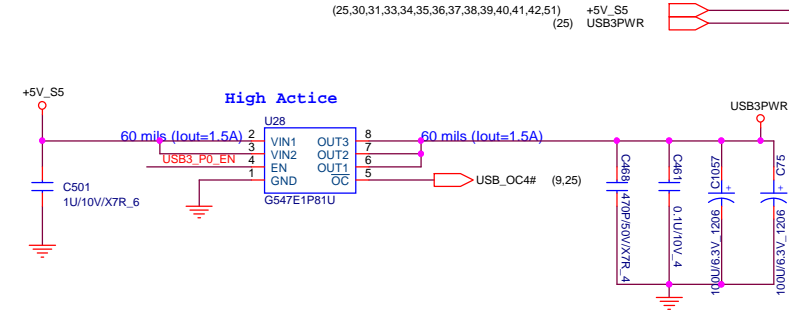 (25,30,31,33,34,35,36,37,38,39,40,41,42,51) +5V_S5
(25) USB3PWR
+5V_S5
High Actice
USB3PWR
U28
60 mils (Iout=1.5A)
2 VIN1 OUT3 8
60 mils (Iout=1.5A)
3 VIN2 OUT2 7
USB3_P0_EN
4 EN OUT1 6
1 GND OC 5
USB_OC4# (9,25)
G547E1P81U
C501
1U/10V/X7R_6
C468
470P/50V/X7R_4
C461
0.1U/10V_4
C1057
+
100U/6.3V_1206
C75
+
100U/6.3V_1206